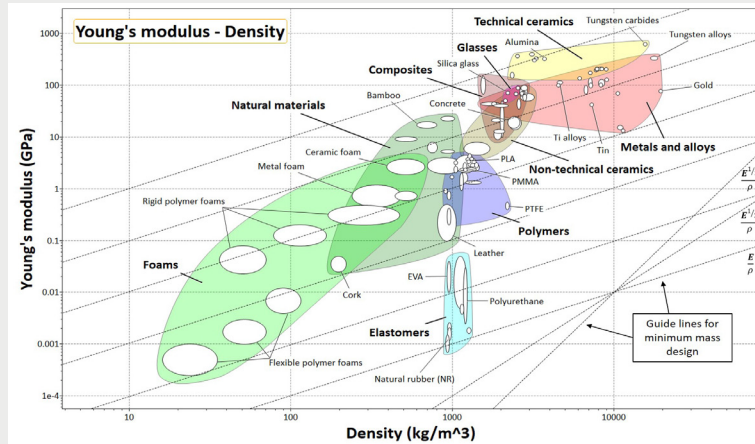 Young's modulus - Density
Technical ceramics
Tungsten carbides
Alumina
Tungsten alloys
Glasses
Silica glass
Composites
Bamboo
Concrete
Gold
Natural materials
Ceramic foam
Metal foam
Ti alloys
Tin
Metals and alloys
Non-technical ceramics
PLA
PMMA
PTFE
Polymers
Rigid polymer foams
Foams
Leather
Cork
EVA
Polyurethane
Elastomers
Flexible polymer foams
Natural rubber (NR)
Guide lines for
minimum mass
design
E
ρ
Young's modulus (GPa)
1000
100
10
1
0.1
0.01
0.001
1e-4
10
100
1000
10000
Density (kg/m^3)